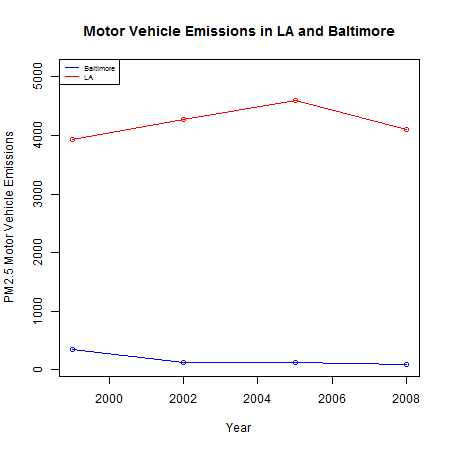 Motor Vehicle Emissions in LA and Baltimore
Baltimore
LA
PM2.5 Motor Vehicle Emissions
5000
4000
3000
2000
1000
0
2000 2002 2004 2006 2008
Year